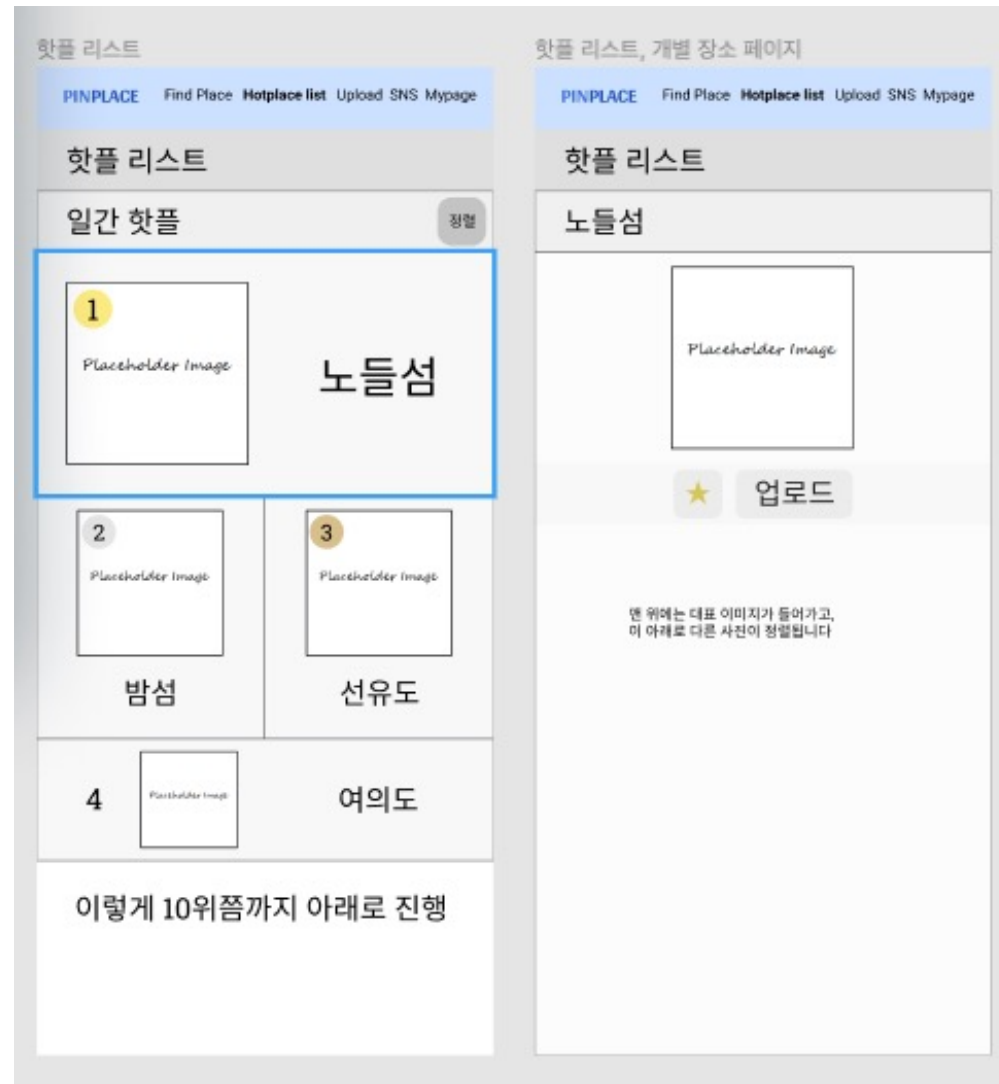 핫플 리스트
PINPLACE Find Place Hotplace list Upload SNS Mypage
핫플 리스트
일간 핫플
정렬
1
Placeholder Image
노들섬
2
Placeholder Image
밤섬
3
Placeholder Image
선유도
4
Placeholder Image
여의도
이렇게 10위쯤까지 아래로 진행
핫플 리스트, 개별 장소 페이지
PINPLACE Find Place Hotplace list Upload SNS Mypage
핫플 리스트
노들섬
Placeholder Image
★ 업로드
맨 위에는 대표 이미지가 들어가고,
이 아래로 다른 사진이 정렬됩니다